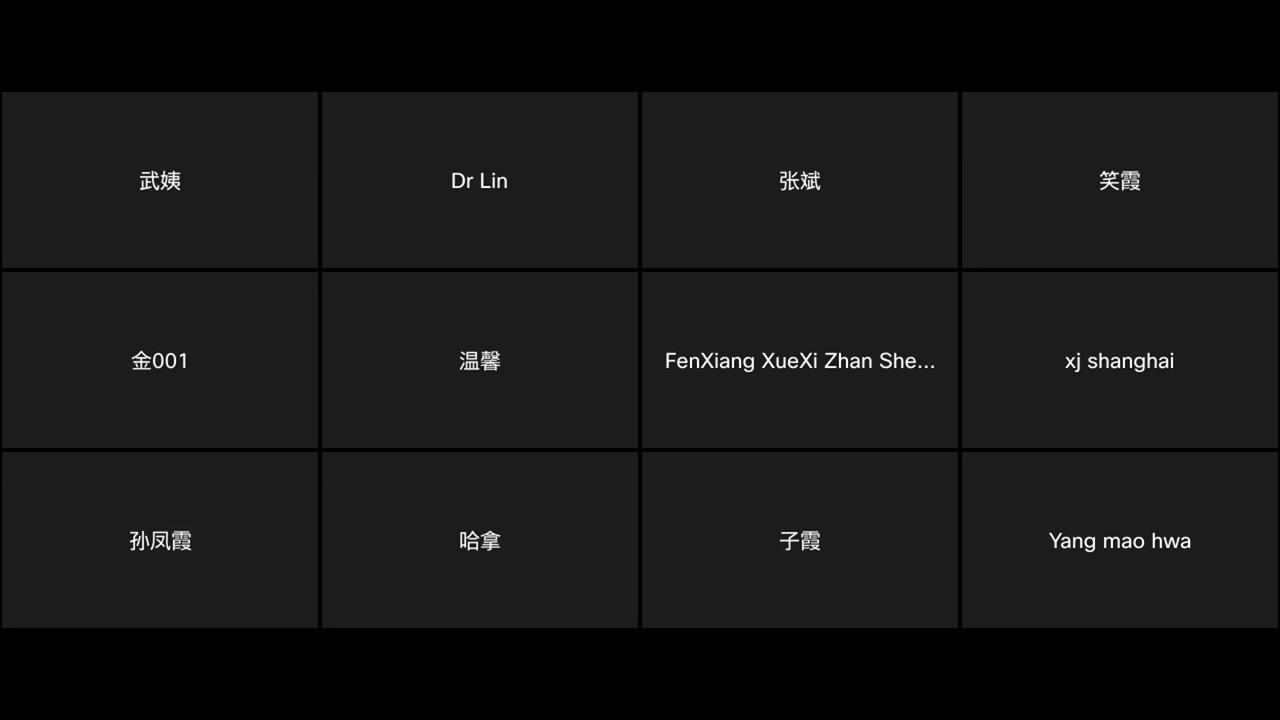 武姨
Dr Lin
张斌
笑霞
金001
温馨
FenXiang XueXi Zhan She...
xj shanghai
孙凤霞
哈拿
子霞
Yang mao hwa